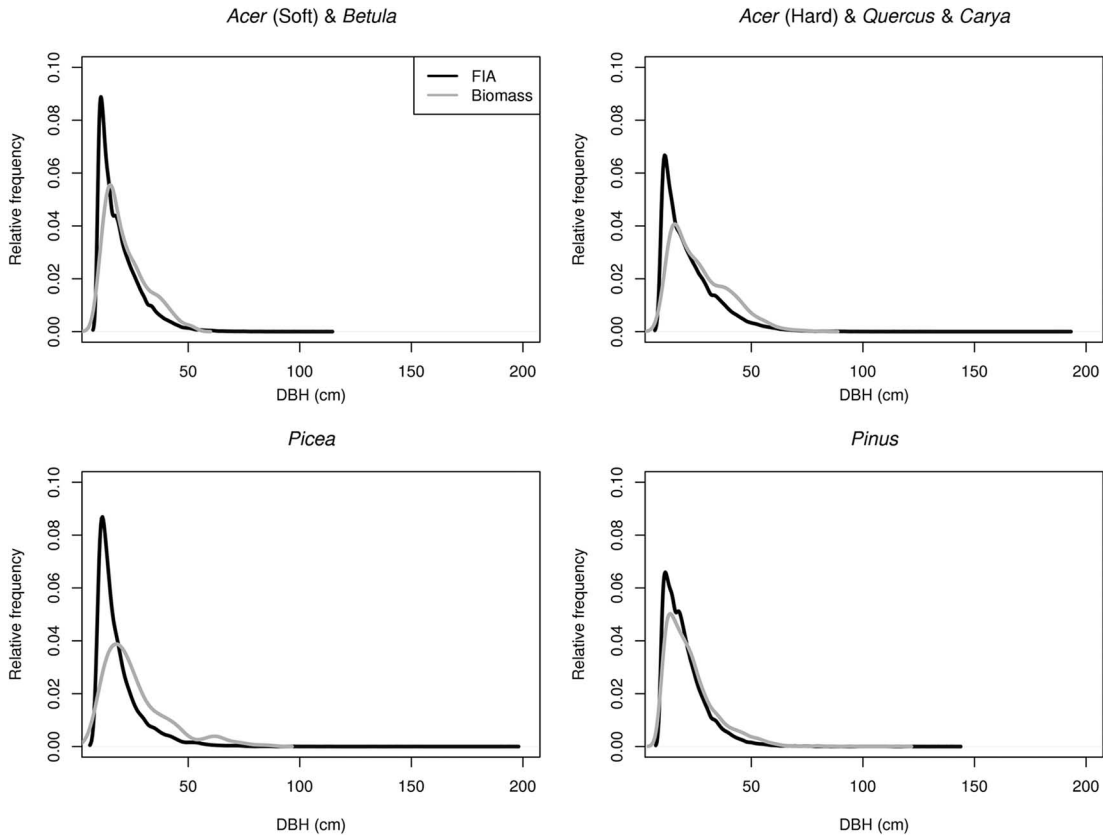 Acer (Soft) & Betula
Relative frequency
0.00 0.02 0.04 0.06 0.08 0.10
FIA
Biomass
50 100 150 200
DBH (cm)
Acer (Hard) & Quercus & Carya
Relative frequency
0.00 0.02 0.04 0.06 0.08 0.10
50 100 150 200
DBH (cm)
Picea
Relative frequency
0.00 0.02 0.04 0.06 0.08 0.10
50 100 150 200
DBH (cm)
Pinus
Relative frequency
0.00 0.02 0.04 0.06 0.08 0.10
50 100 150 200
DBH (cm)